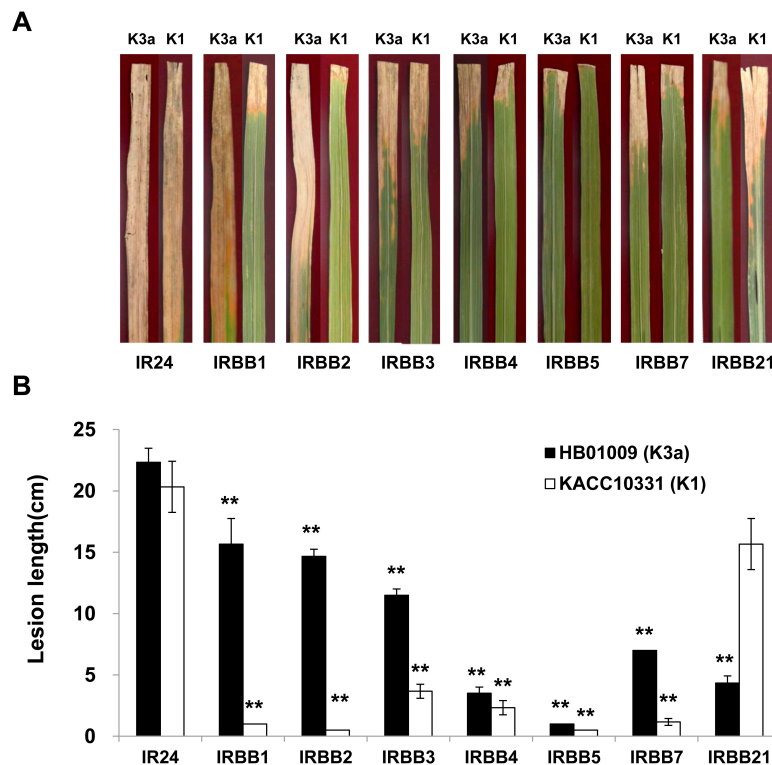 A
K3a K1 K3a K1 K3a K1 K3a K1 K3a K1 K3a K1 K3a K1 K3a K1
IR24 IRBB1 IRBB2 IRBB3 IRBB4 IRBB5 IRBB7 IRBB21
B
Lesion length(cm)
25
20
15
10
5
0
HB01009 (K3a)
KACC10331 (K1)
** ** ** ** ** ** ** ** ** ** ** ** **
IR24 IRBB1 IRBB2 IRBB3 IRBB4 IRBB5 IRBB7 IRBB21